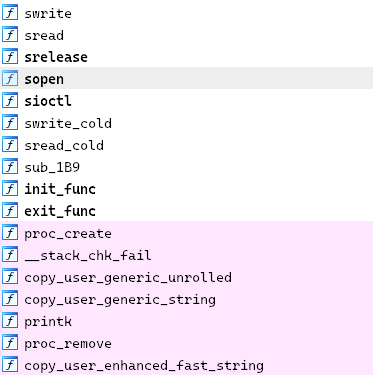 swrite
sread
srelease
sopen
sioctl
swrite_cold
sread_cold
sub_1B9
init_func
exit_func
proc_create
__stack_chk_fail
copy_user_generic_unrolled
copy_user_generic_string
printk
proc_remove
copy_user_enhanced_fast_string